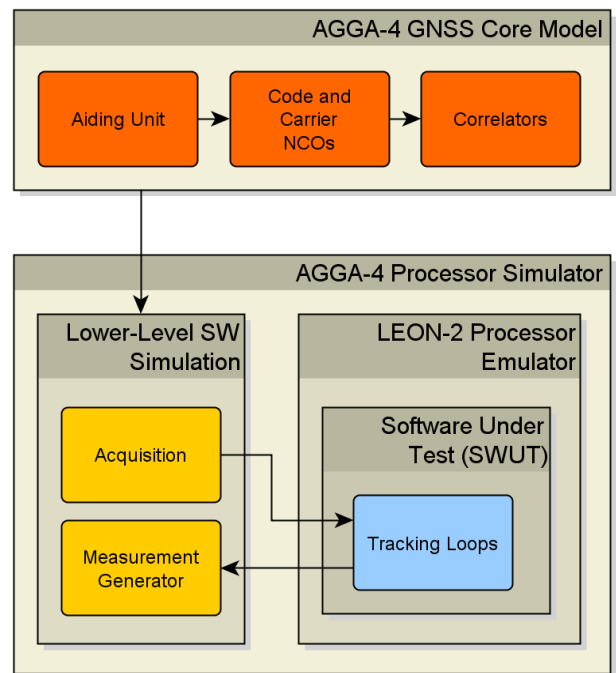 AGGA-4 GNSS Core Model
Aiding Unit
Code and
Carrier
NCOs
Correlators
AGGA-4 Processor Simulator
Lower-Level SW
Simulation
LEON-2 Processor
Emulator
Software Under
Test (SWUT)
Acquisition
Tracking Loops
Measurement
Generator